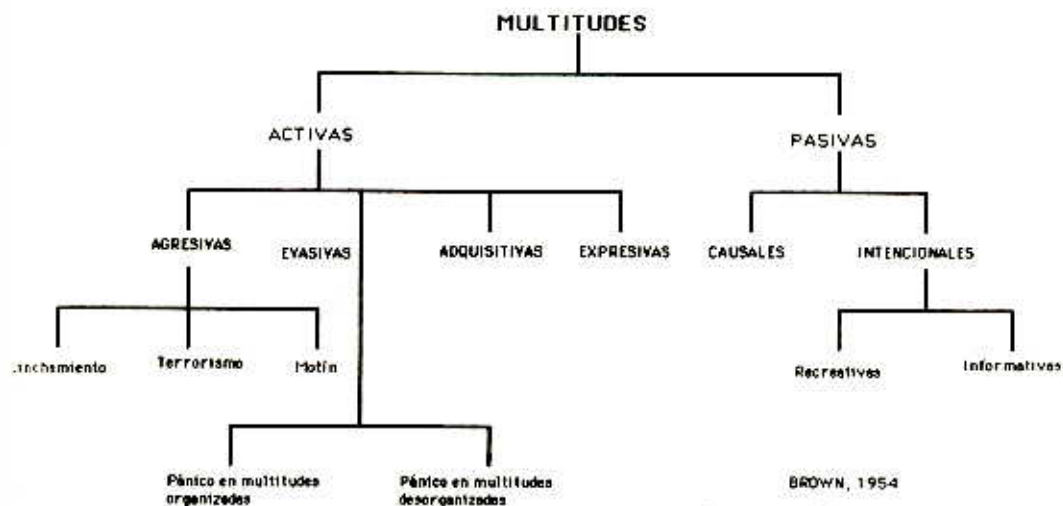 MULTITUDES
ACTIVAS
PASIVAS
AGRESIVAS
EVASIVAS
ADQUISITIVAS
EXPRESIVAS
CAUSALES
INTENCIONALES
Linchamiento
Terrorismo
Motín
Recreativas
Informativas
Pánico en multitudes
organizadas
Pánico en multitudes
desorganizadas
BROWN, 1954